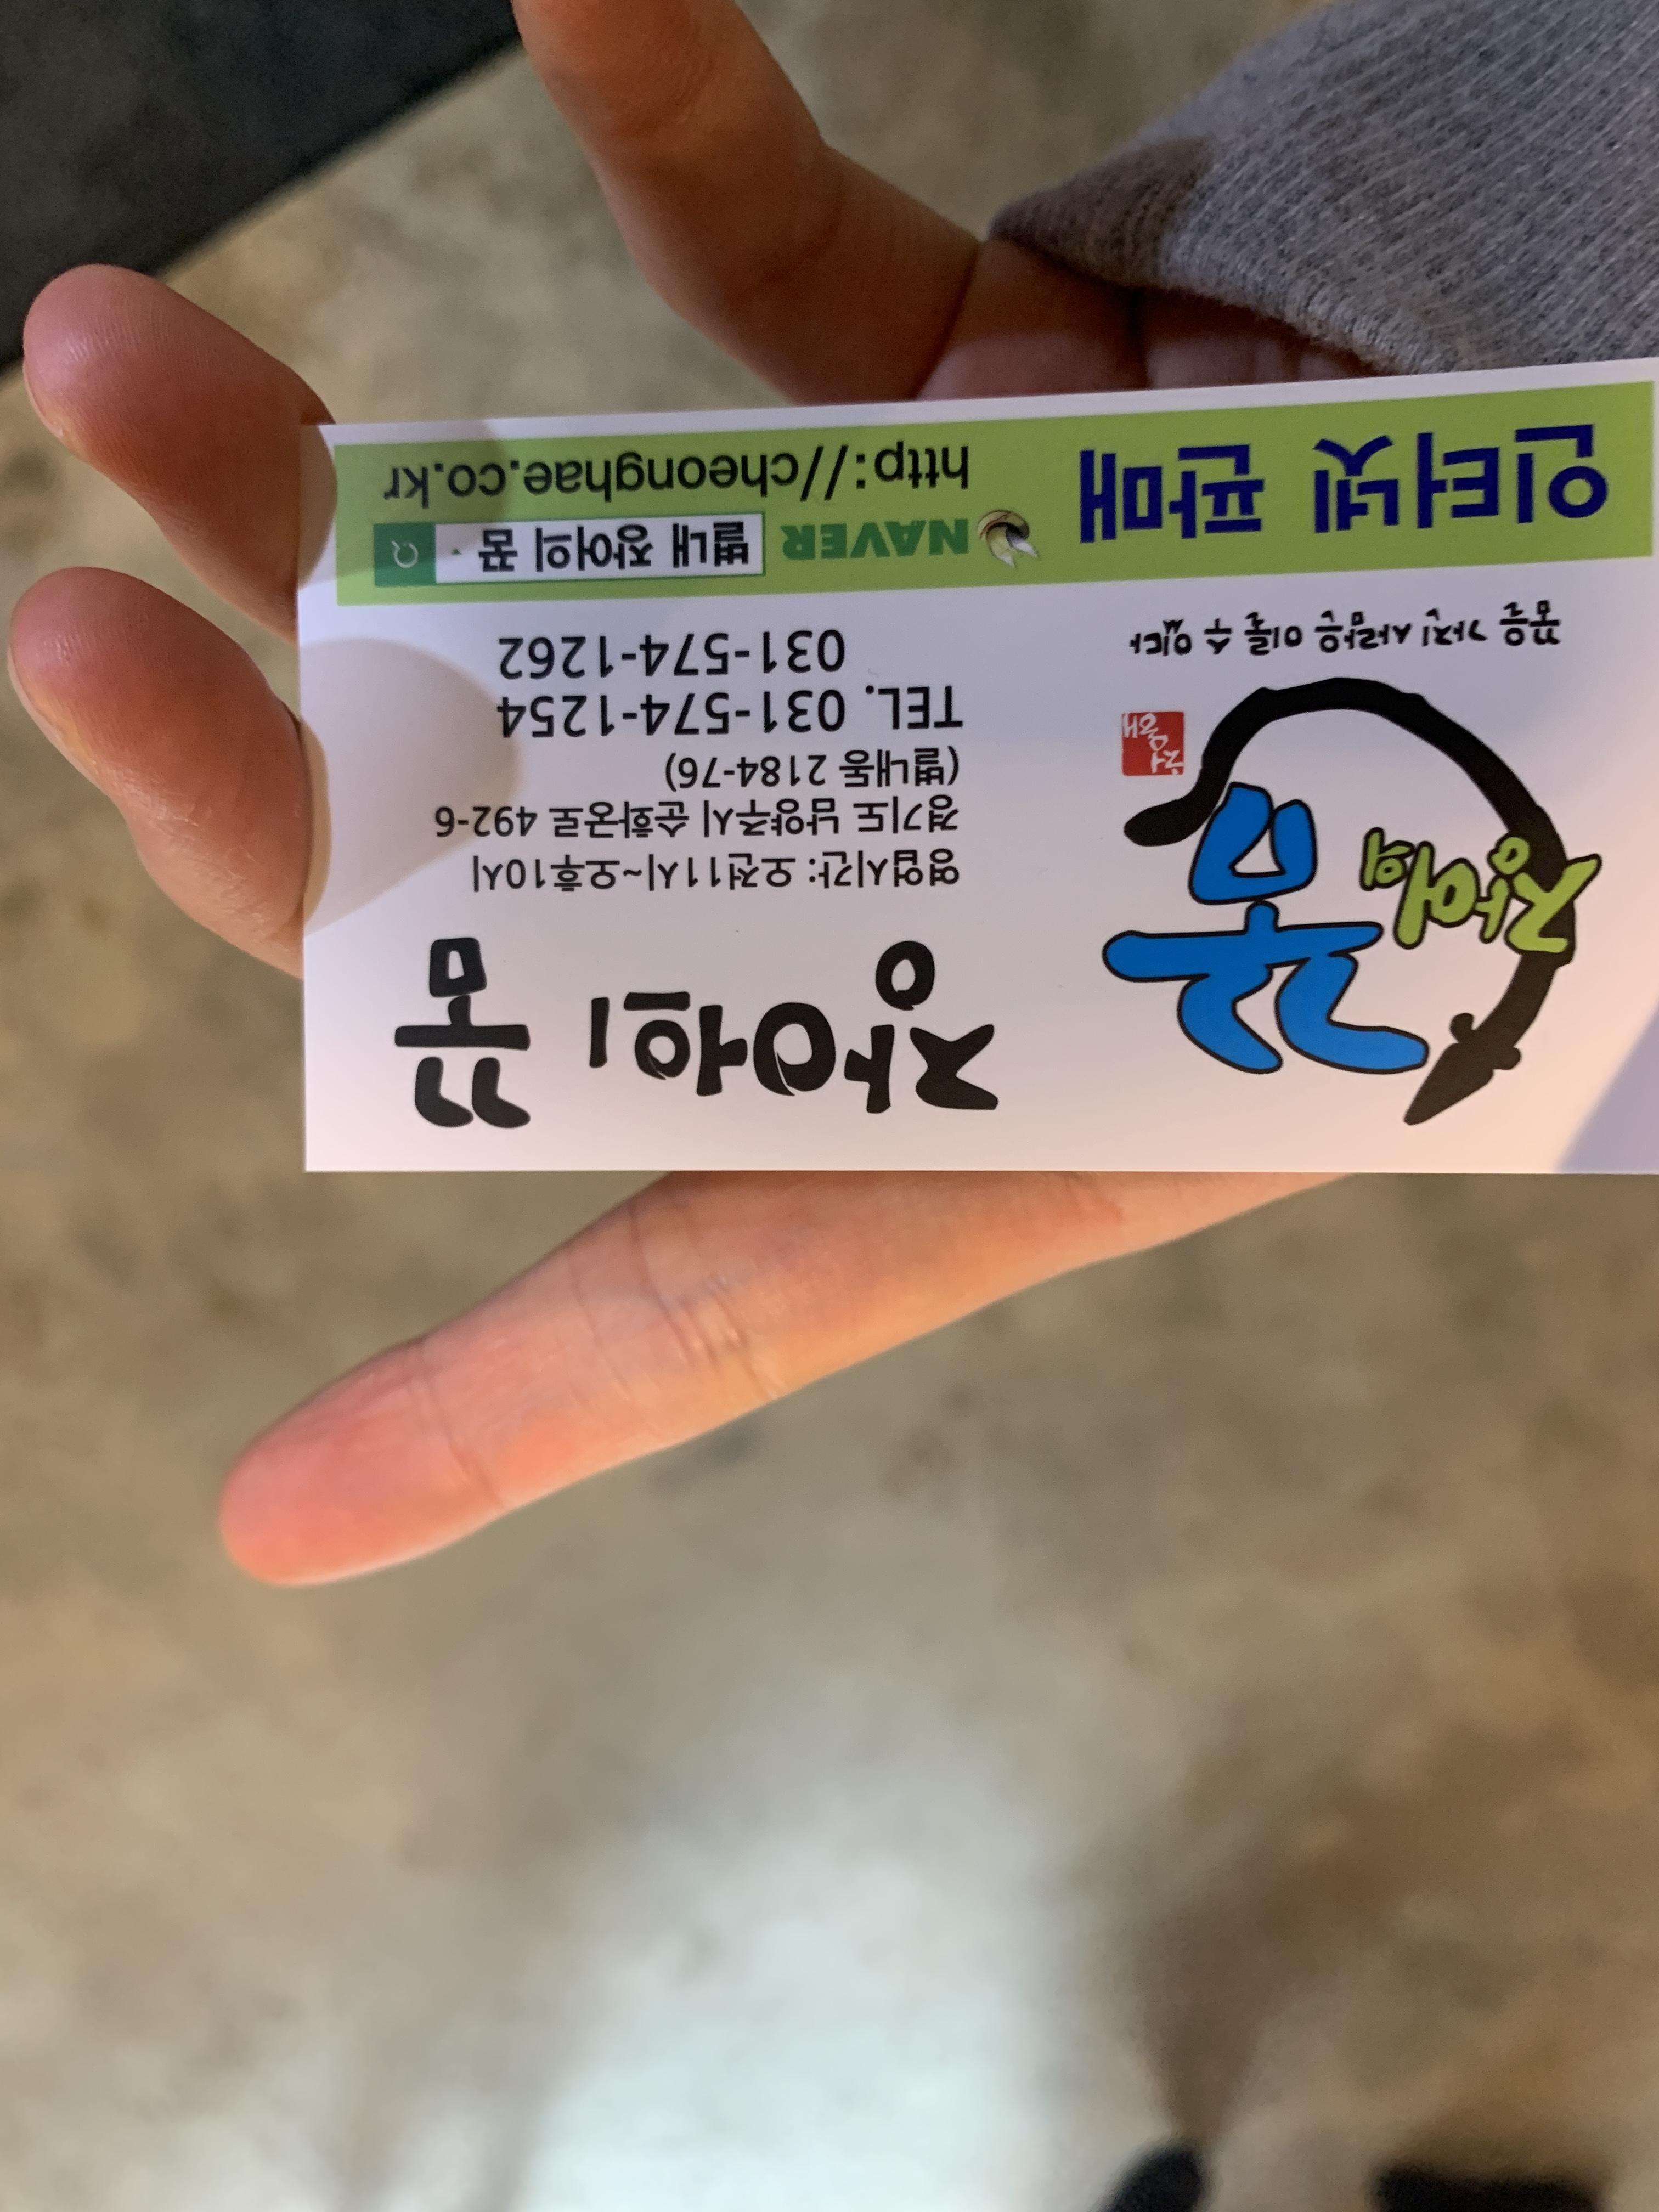 장어의
꿈
청해
꿈을 가진 사람은 이룰 수 있다
장어의 꿈
영업시간: 오전11시~오후10시
경기도 남양주시 순화궁로 492-6
(별내동 2184-76)
TEL. 031-574-1254
031-574-1262
인터넷 판매
NAVER 별내 장어의 꿈
http://cheonghae.co.kr